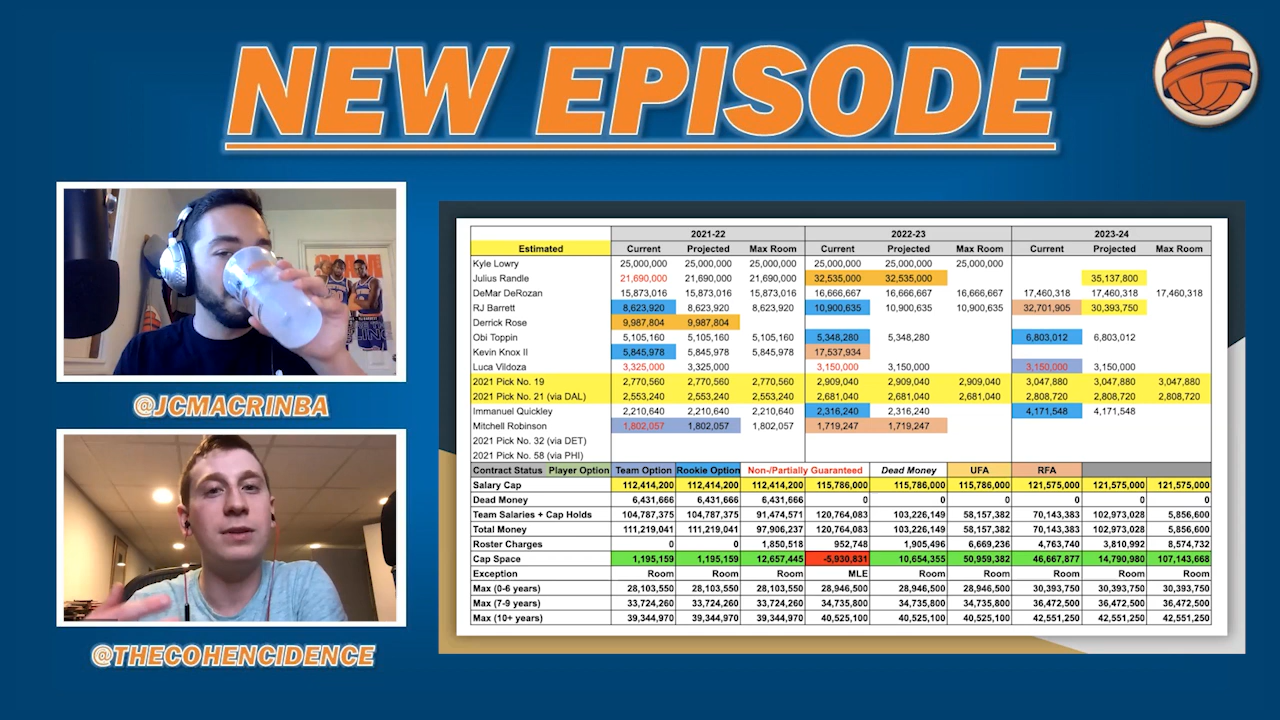 NEW EPISODE
@JCMACRINBA
@THECOHENCIDENCE
2021-22 2022-23 2023-24
Estimated Current Projected Max Room Current Projected Max Room Current Projected Max Room
Kyle Lowry 25,000,000 25,000,000 25,000,000 25,000,000 25,000,000 25,000,000
Julius Randle 21,690,000 21,690,000 21,690,000 32,535,000 32,535,000 35,137,800
DeMar DeRozan 15,873,016 15,873,016 15,873,016 16,666,667 16,666,667 16,666,667 17,460,318 17,460,318 17,460,318
RJ Barrett 8,623,920 8,623,920 8,623,920 10,900,635 10,900,635 10,900,635 32,701,905 30,393,750
Derrick Rose 9,987,804 9,987,804
Obi Toppin 5,105,160 5,105,160 5,105,160 5,348,280 5,348,280 6,803,012 6,803,012
Kevin Knox II 5,845,978 5,845,978 5,845,978 17,537,934
Luca Vildoza 3,325,000 3,325,000 3,150,000 3,150,000 3,150,000 3,150,000
2021 Pick No. 19 2,770,560 2,770,560 2,770,560 2,909,040 2,909,040 2,909,040 3,047,880 3,047,880 3,047,880
2021 Pick No. 21 (via DAL) 2,553,240 2,553,240 2,553,240 2,681,040 2,681,040 2,681,040 2,808,720 2,808,720 2,808,720
Immanuel Quickley 2,210,640 2,210,640 2,210,640 2,316,240 2,316,240 4,171,548 4,171,548
Mitchell Robinson 1,802,057 1,802,057 1,802,057 1,719,247 1,719,247
2021 Pick No. 32 (via DET)
2021 Pick No. 58 (via PHI)
Contract Status Player Option Team Option Rookie Option Non-/Partially Guaranteed Dead Money UFA RFA
Salary Cap 112,414,200 112,414,200 112,414,200 115,786,000 115,786,000 115,786,000 121,575,000 121,575,000 121,575,000
Dead Money 6,431,666 6,431,666 6,431,666 0 0 0 0 0 0
Team Salaries + Cap Holds 104,787,375 104,787,375 91,474,571 120,764,083 103,226,149 58,157,382 70,143,383 102,973,028 5,856,600
Total Money 111,219,041 111,219,041 97,906,237 120,764,083 103,226,149 58,157,382 70,143,383 102,973,028 5,856,600
Roster Charges 0 0 1,850,518 952,748 1,905,496 6,669,236 4,763,740 3,810,992 8,574,732
Cap Space 1,195,159 1,195,159 12,657,445 -5,930,831 10,654,355 50,959,382 46,667,877 14,790,980 107,143,668
Exception Room Room Room MLE Room Room Room Room Room
Max (0-6 years) 28,103,550 28,103,550 28,103,550 28,946,500 28,946,500 28,946,500 30,393,750 30,393,750 30,393,750
Max (7-9 years) 33,724,260 33,724,260 33,724,260 34,735,800 34,735,800 34,735,800 36,472,500 36,472,500 36,472,500
Max (10+ years) 39,344,970 39,344,970 39,344,970 40,525,100 40,525,100 40,525,100 42,551,250 42,551,250 42,551,250